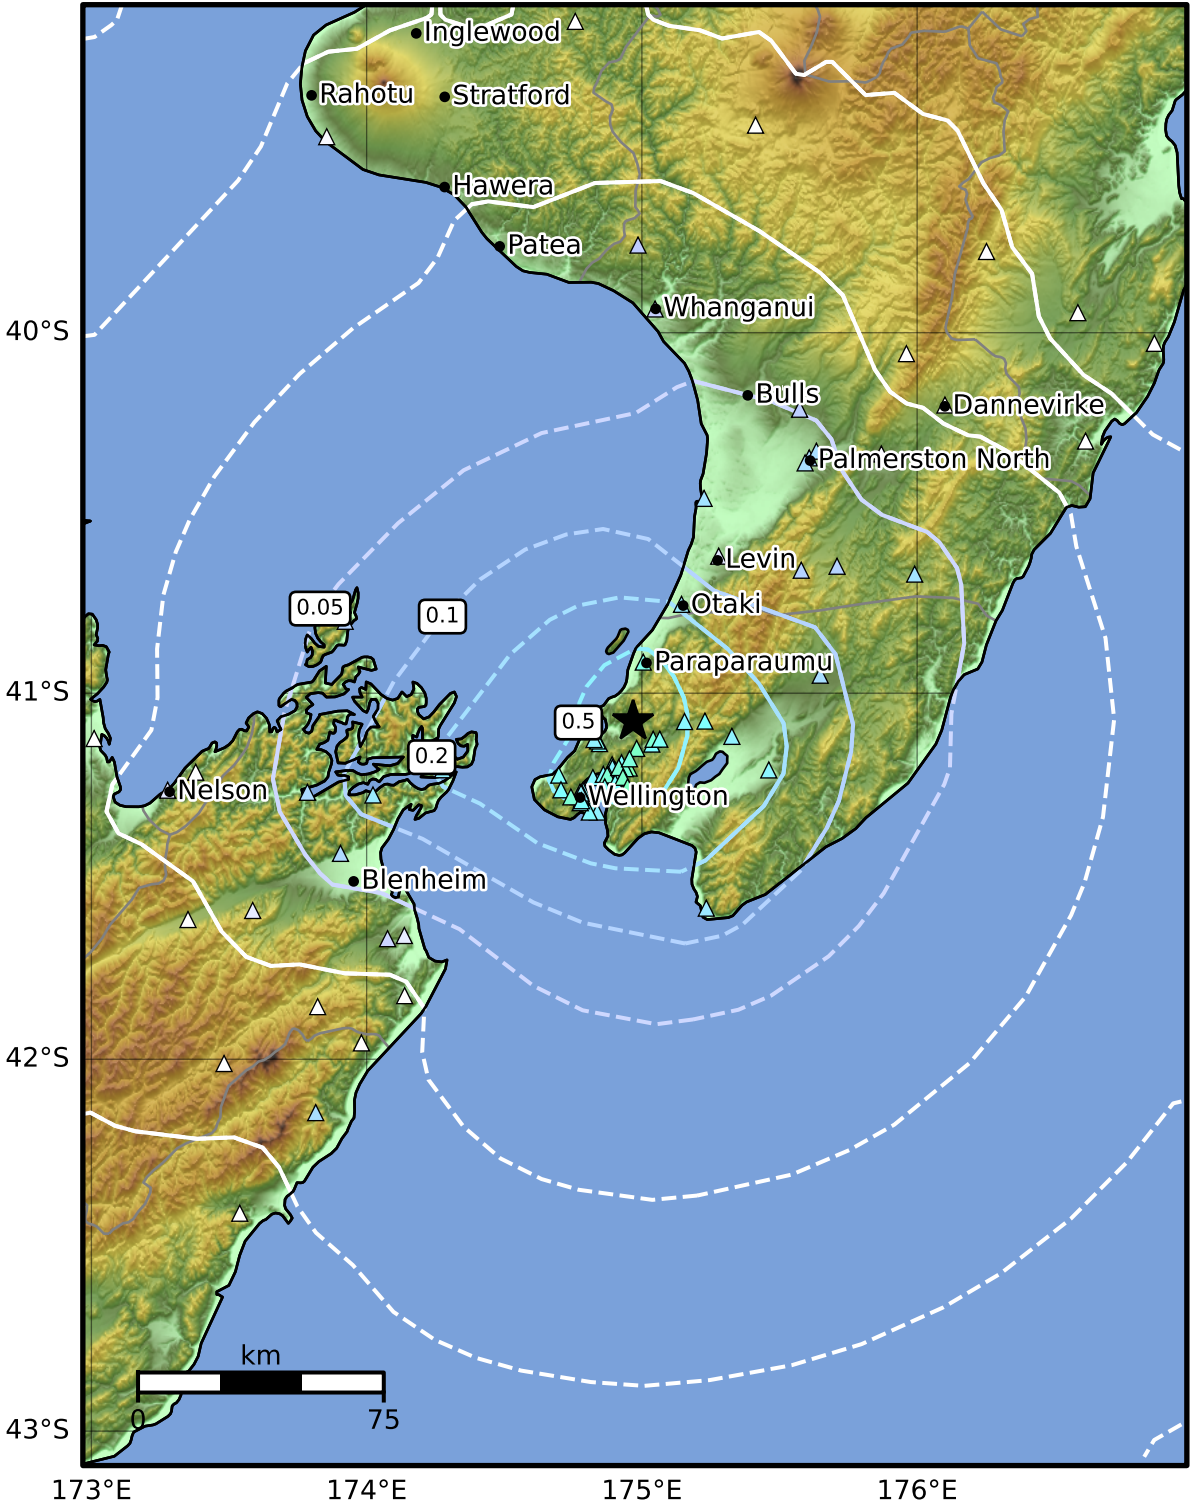 Inglewood
Rahotu
Stratford
Hawera
Patea
Whanganui
40°S
Bulls
Dannevirke
Palmerston North
Levin
0.05
0.1
Otaki
Paraparaumu
41°S
0.5
0.2
Nelson
Wellington
Blenheim
42°S
km
0
75
43°S
173°E
174°E
175°E
176°E